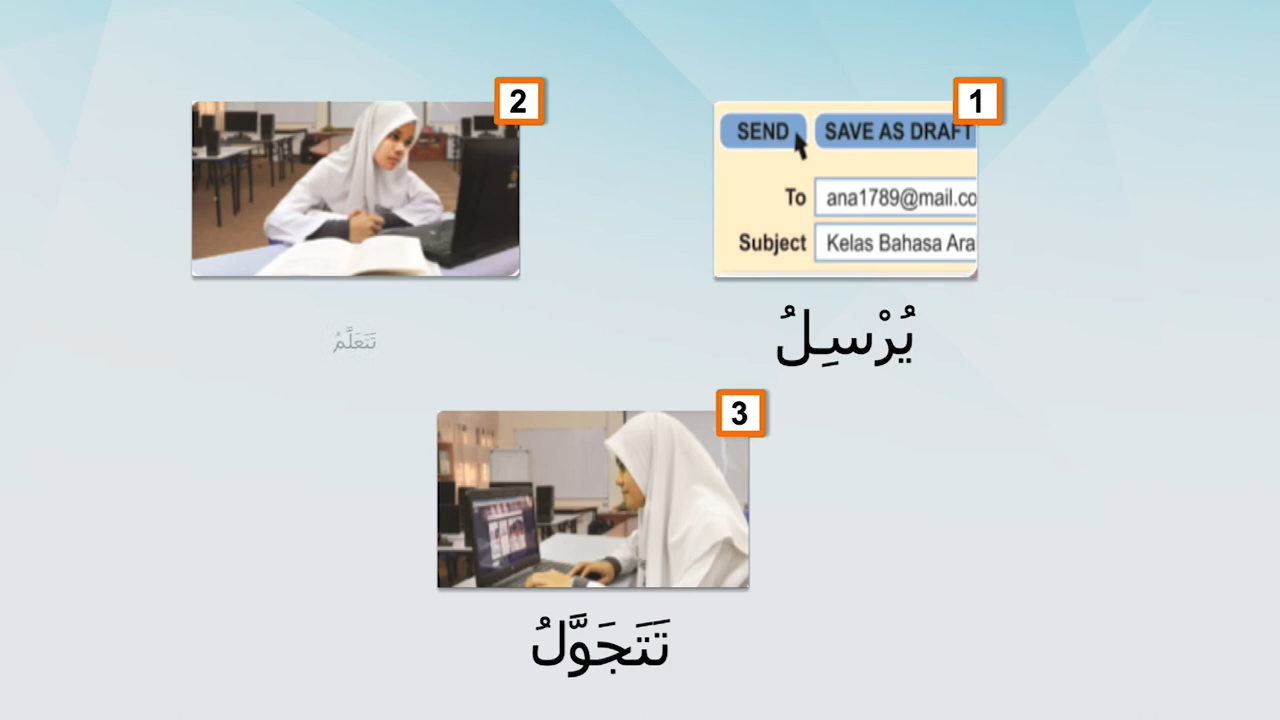 1
SEND
SAVE AS DRAFT
To
ana1789@mail.co
Subject
Kelas Bahasa Ara
يُرْسِلُ
2
تَتَعَلَّمُ
3
تَتَجَوَّلُ